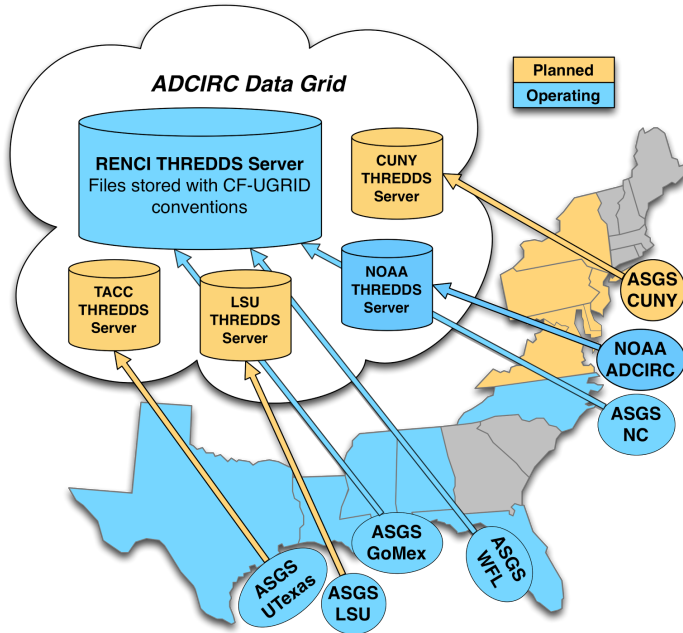 ADCIRC Data Grid
Planned
Operating
RENCI THREDDS Server
Files stored with CF-UGRID
conventions
CUNY
THREDDS
Server
TACC
THREDDS
Server
LSU
THREDDS
Server
NOAA
THREDDS
Server
ASGS
CUNY
NOAA
ADCIRC
ASGS
NC
ASGS
GoMex
ASGS
WFL
ASGS
UTexas
ASGS
LSU